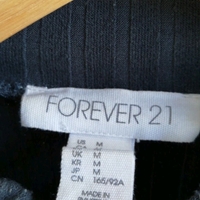 FOREVER 21
US M
UK M
KR M
JP M
CN 165/92A
MADE IN